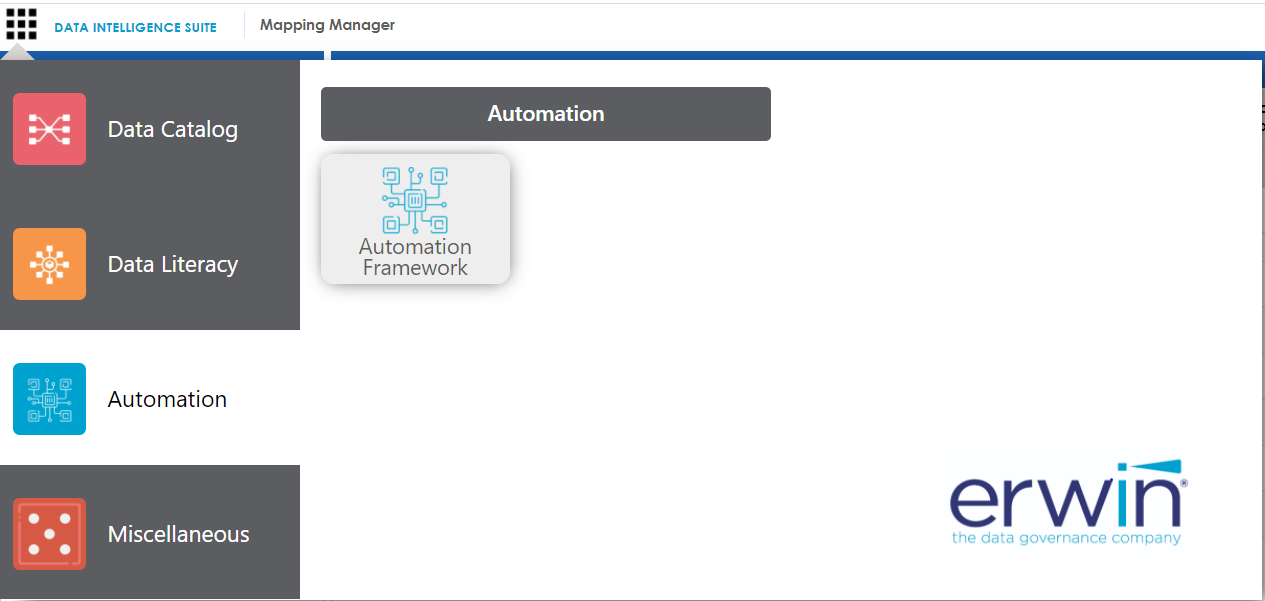 DATA INTELLIGENCE SUITE
Mapping Manager
Data Catalog
Data Literacy
Automation
Miscellaneous
Automation
Automation
Framework
erwin®
the data governance company